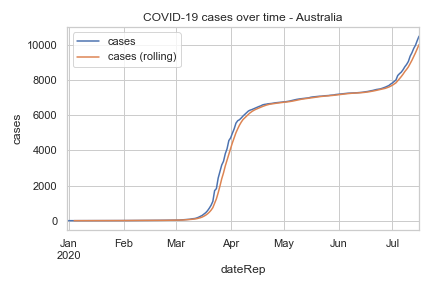 COVID-19 cases over time - Australia
cases
cases (rolling)
10000
8000
6000
4000
2000
0
cases
Jan Feb Mar Apr May Jun Jul
2020
dateRep